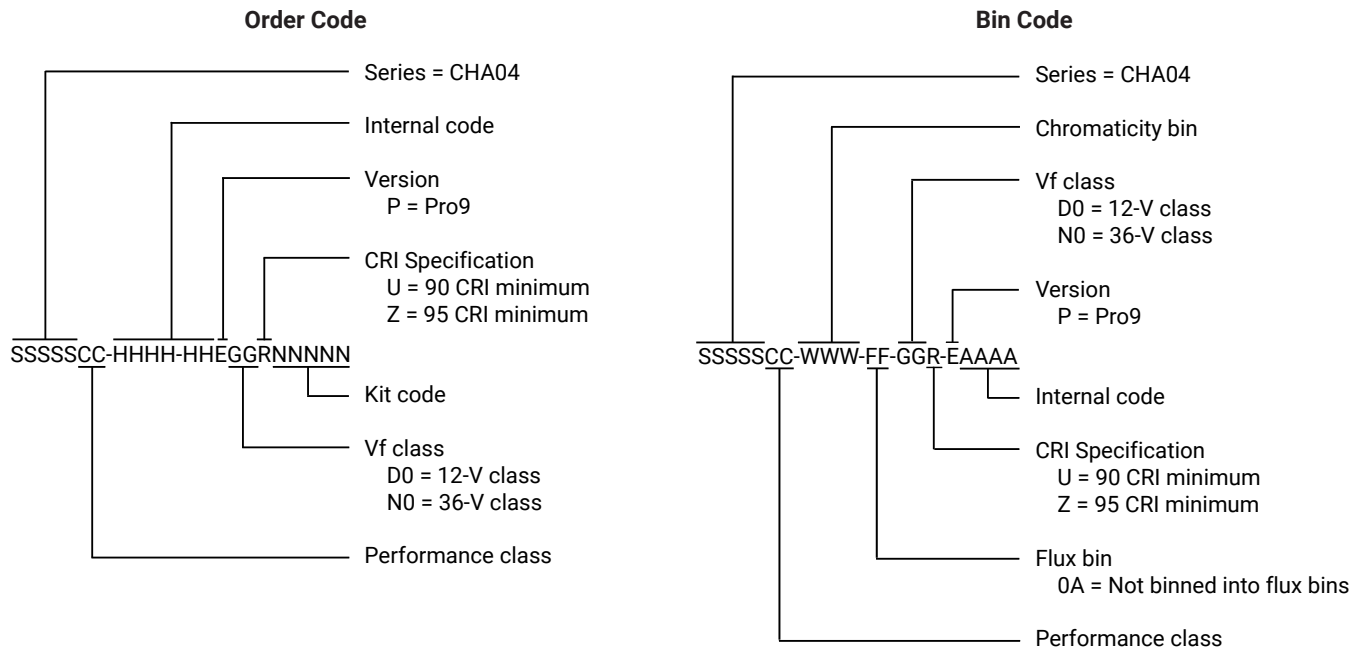 Order Code
Series = CHA04
Internal code
Version
P = Pro9
CRI Specification
U = 90 CRI minimum
Z = 95 CRI minimum
SSSSSCC-HHHH-HHEGGRNNNNN
Kit code
Vf class
D0 = 12-V class
N0 = 36-V class
Performance class
Bin Code
Series = CHA04
Chromaticity bin
Vf class
D0 = 12-V class
N0 = 36-V class
Version
P = Pro9
SSSSSCC-WWW-FF-GGR-EAAAA
Internal code
CRI Specification
U = 90 CRI minimum
Z = 95 CRI minimum
Flux bin
0A = Not binned into flux bins
Performance class